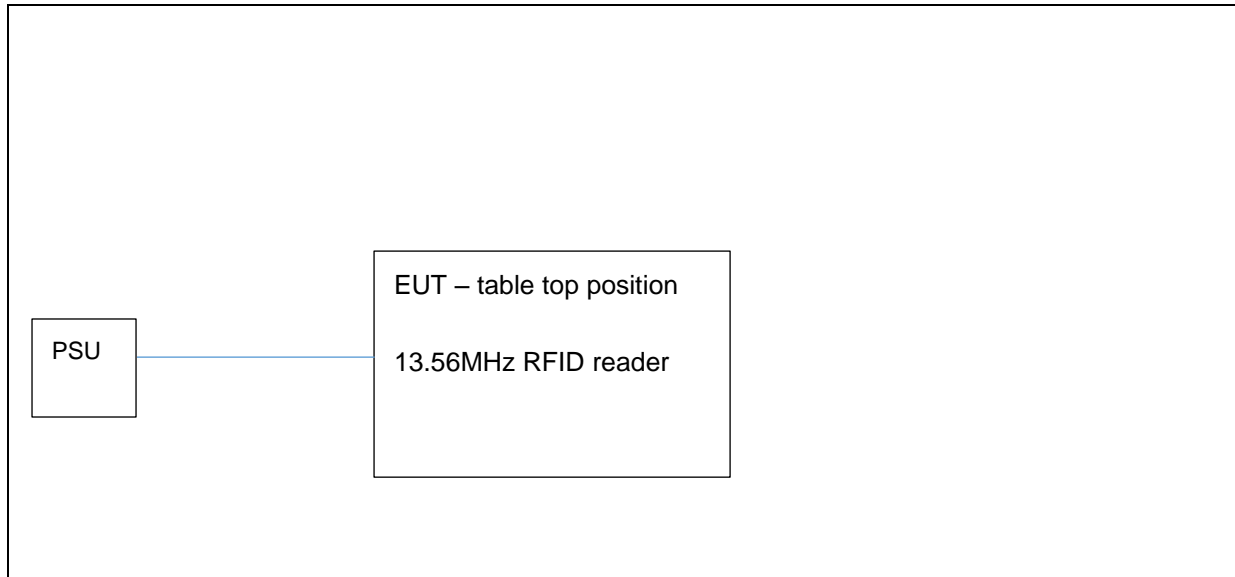 PSU
EUT – table top position
13.56MHz RFID reader